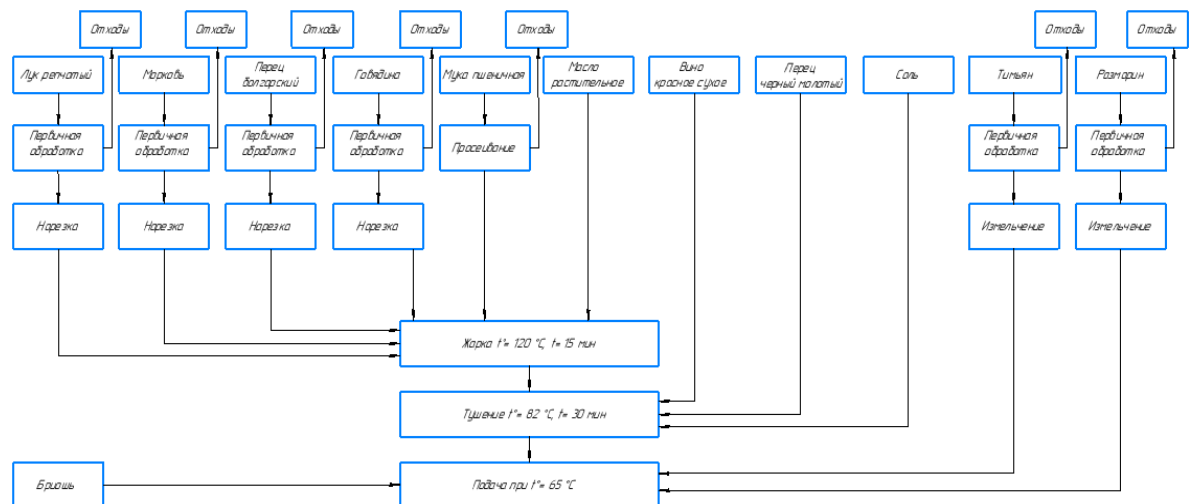 Отходы
Отходы
Отходы
Отходы
Отходы
Отходы
Отходы
Лук репчатый
Морковь
Перец
болгарский
Говядина
Мука пшеничная
Масло
растительное
Вино
красное сухое
Перец
черный молотый
Соль
Тимьян
Розмарин
Первичная
обработка
Первичная
обработка
Первичная
обработка
Первичная
обработка
Просеивание
Первичная
обработка
Первичная
обработка
Нарезка
Нарезка
Нарезка
Нарезка
Измельчение
Измельчение
Жарка t°= 120 °C, t= 15 мин
Тушение t°= 82 °C, t= 30 мин
Бриошь
Подача при t°= 65 °C